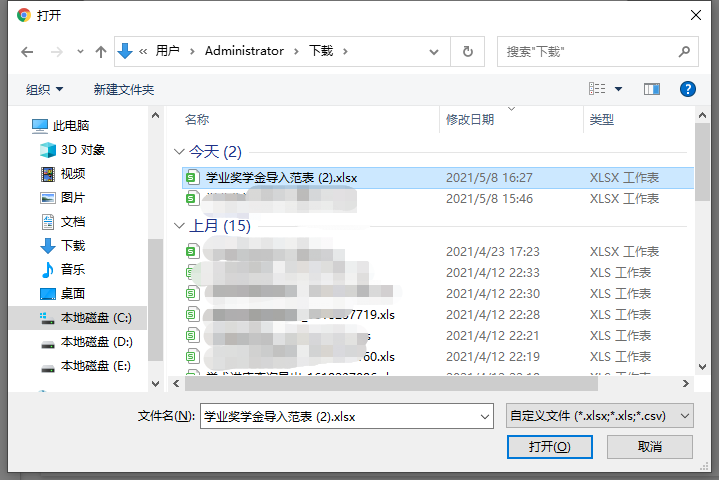 打开
« 用户 › Administrator › 下载 ›
搜索"下载"
组织 新建文件夹
名称 修改日期 类型
此电脑
3D 对象
视频
图片
文档
下载
音乐
桌面
本地磁盘 (C:)
本地磁盘 (D:)
本地磁盘 (E:)
今天 (2)
学业奖学金导入范表 (2).xlsx 2021/5/8 16:27 XLSX 工作表
2021/5/8 15:46 XLSX 工作表
上月 (15)
2021/4/23 17:23 XLSX 工作表
2021/4/12 22:33 XLS 工作表
2021/4/12 22:30 XLS 工作表
7719.xls 2021/4/12 22:28 XLS 工作表
2021/4/12 22:21 XLS 工作表
160.xls 2021/4/12 22:19 XLS 工作表
文件名(N): 学业奖学金导入范表 (2).xlsx 自定义文件 (*.xlsx;*.xls;*.csv)
打开(O) 取消